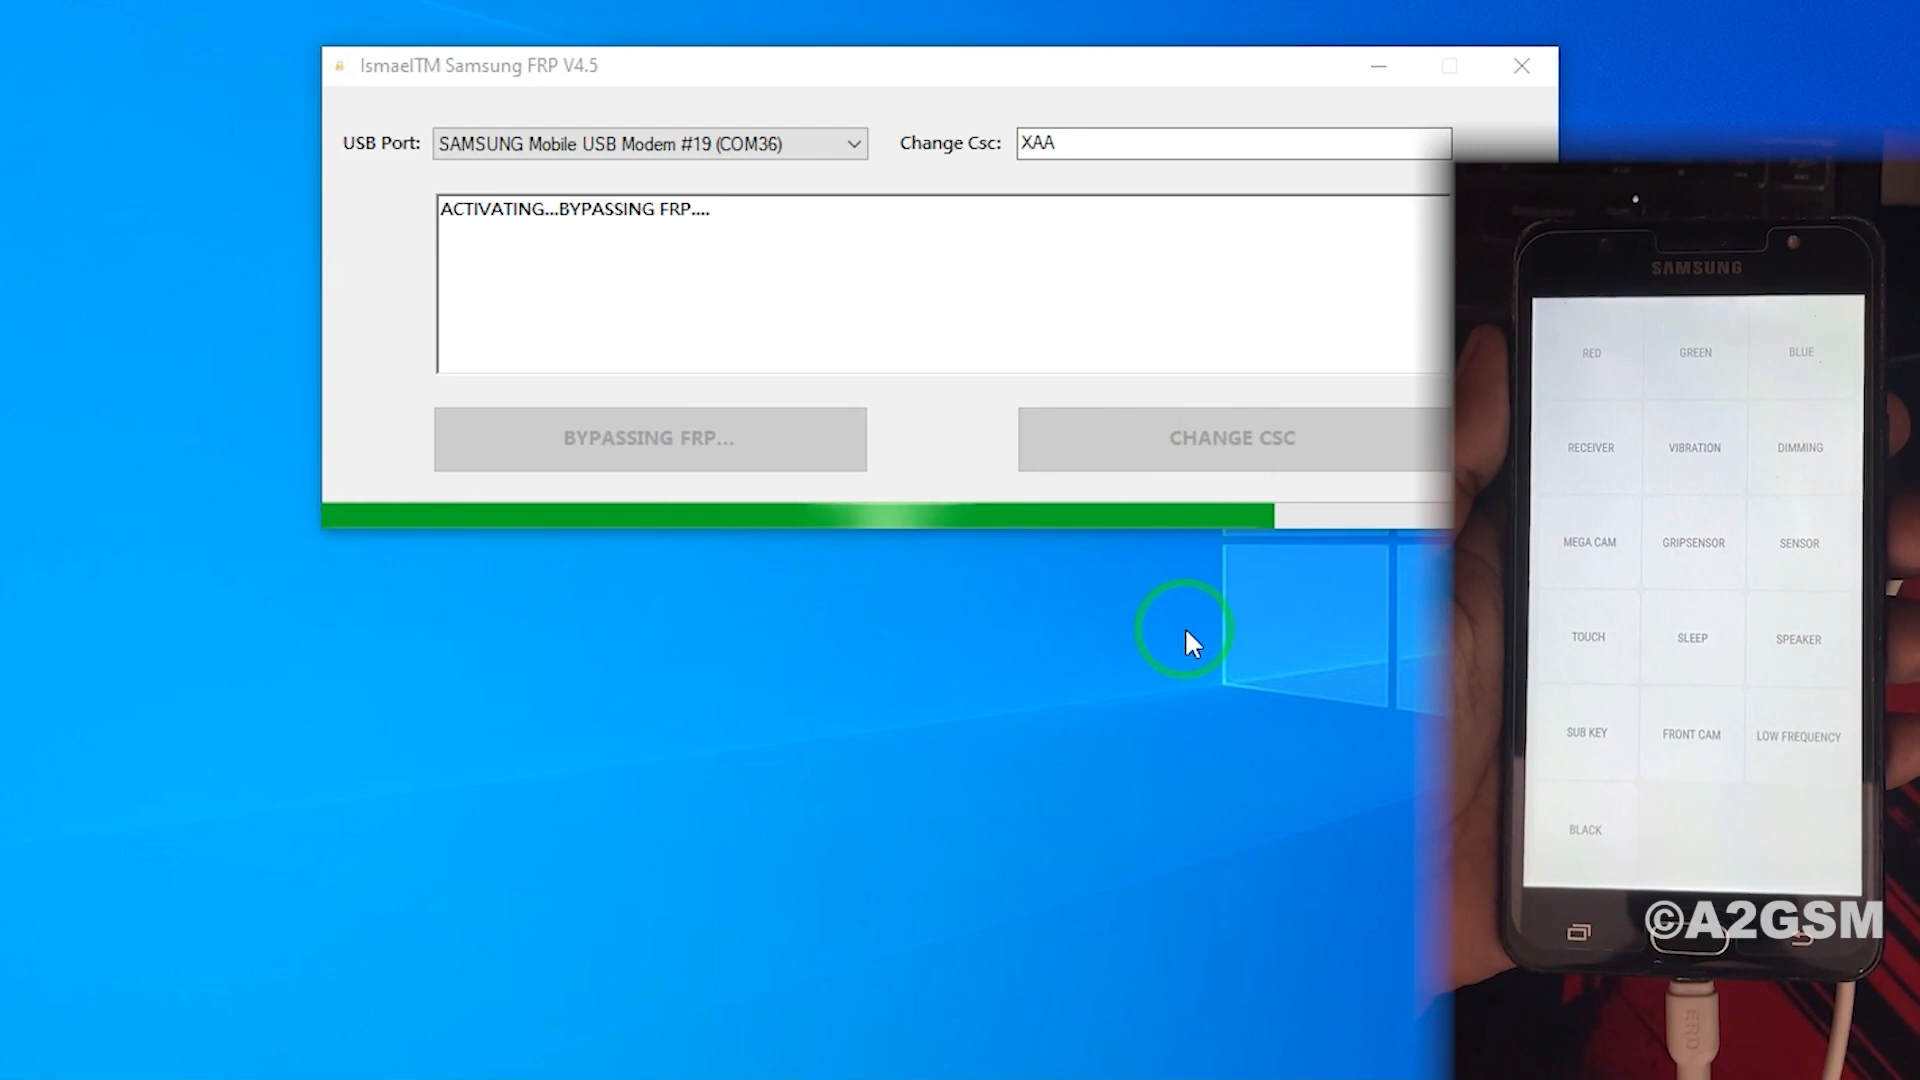 IsmaelTM Samsung FRP V4.5
USB Port: SAMSUNG Mobile USB Modem #19 (COM36) Change Csc: XAA
ACTIVATING...BYPASSING FRP....
BYPASSING FRP... CHANGE CSC
SAMSUNG
RED GREEN BLUE
RECEIVER VIBRATION DIMMING
MEGA CAM GRIPSENSOR SENSOR
TOUCH SLEEP SPEAKER
SUB KEY FRONT CAM LOW FREQUENCY
BLACK
©A2GSM
ERD